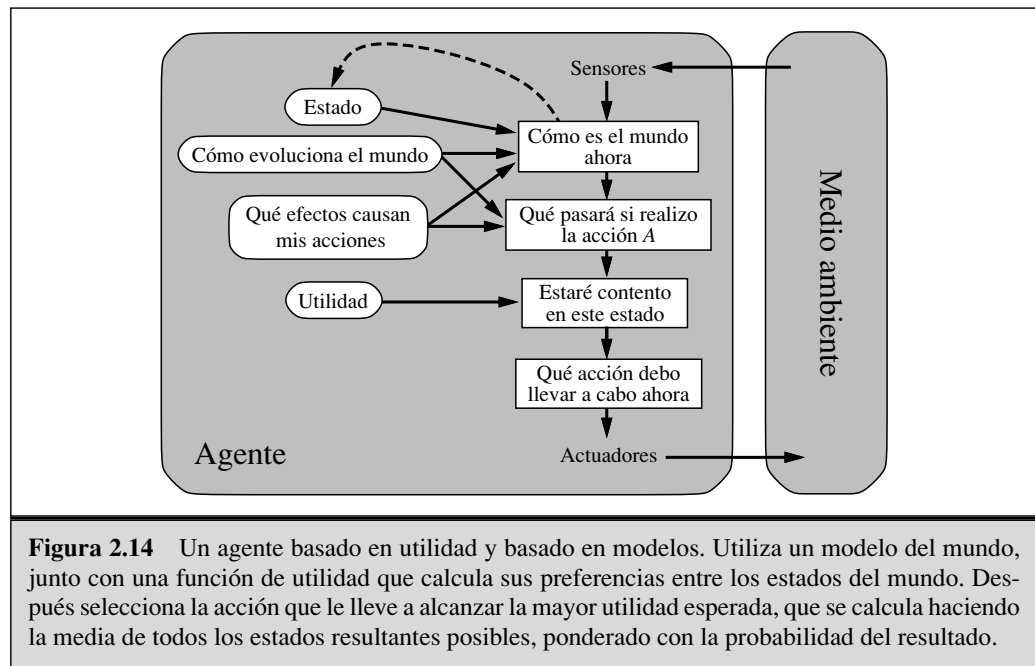 Sensores
Estado
Cómo es el mundo
ahora
Cómo evoluciona el mundo
Qué efectos causan
mis acciones
Qué pasará si realizo
la acción A
Utilidad
Estaré contento
en este estado
Qué acción debo
llevar a cabo ahora
Agente
Actuadores
Medio ambiente
Figura 2.14 Un agente basado en utilidad y basado en modelos. Utiliza un modelo del mundo,
junto con una función de utilidad que calcula sus preferencias entre los estados del mundo. Des-
pués selecciona la acción que le lleve a alcanzar la mayor utilidad esperada, que se calcula haciendo
la media de todos los estados resultantes posibles, ponderado con la probabilidad del resultado.